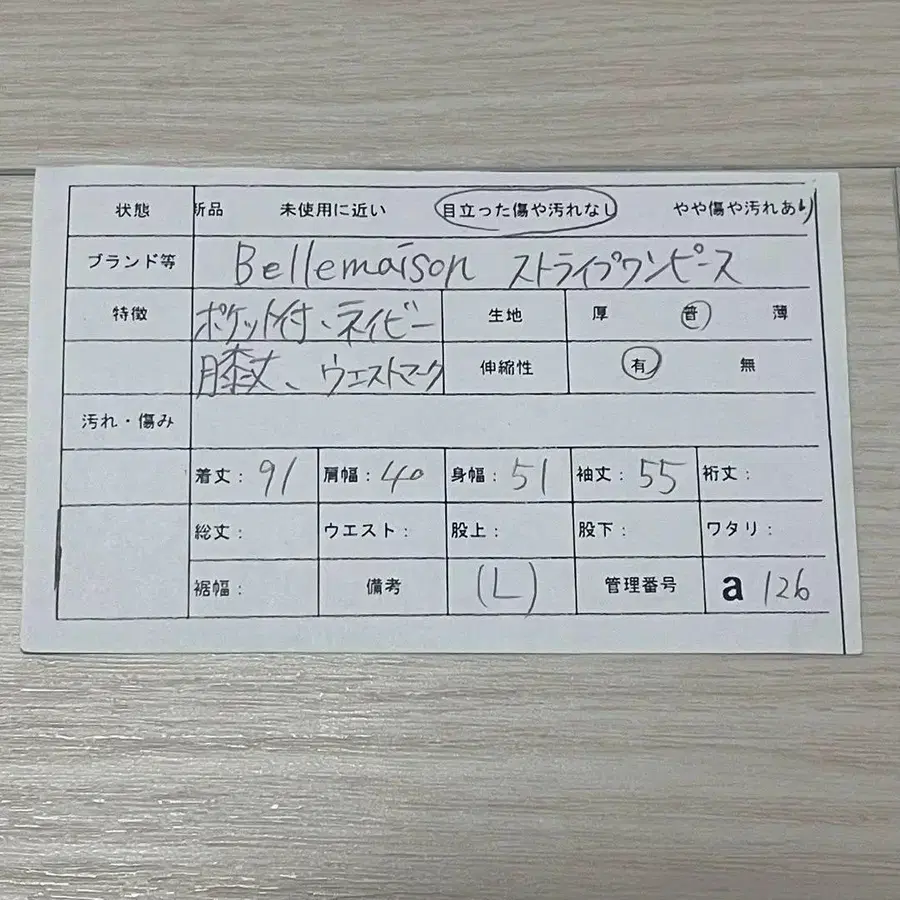 状態 新品 未使用に近い 目立った傷や汚れなし やや傷や汚れあり
ブランド等 Bellemaison ストライプワンピース
特徴 ポケット付、ネイビー 生地 厚 普 薄
膝丈、ウエストマーク 伸縮性 有 無
汚れ・傷み
着丈: 91 肩幅: 40 身幅: 51 袖丈: 55 裄丈:
総丈: ウエスト: 股上: 股下: ワタリ:
裾幅: 備考 (L) 管理番号 a 126